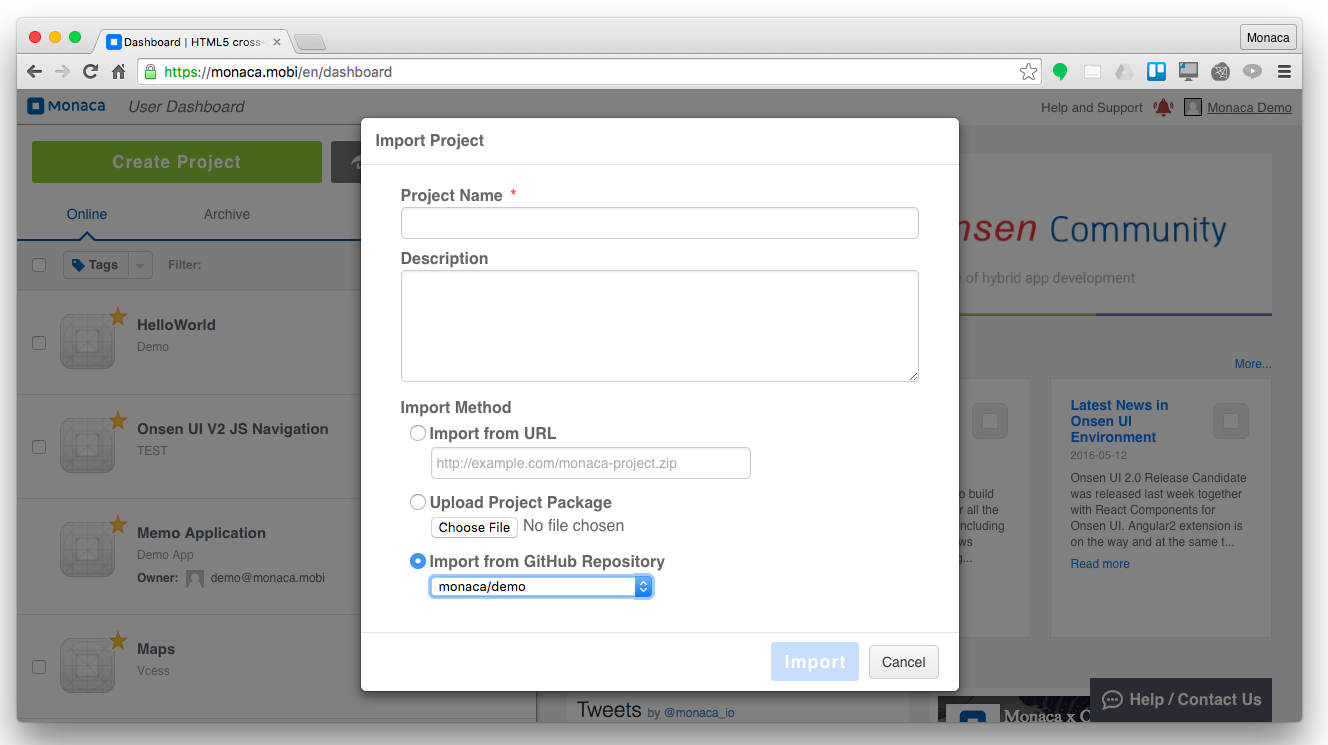 Dashboard | HTML5 cross-
Monaca
https://monaca.mobi/en/dashboard
Monaca User Dashboard
Help and Support Monaca Demo
Create Project
Online Archive
Tags Filter:
HelloWorld
Demo
Onsen UI V2 JS Navigation
TEST
Memo Application
Demo App
Owner: demo@monaca.mobi
Maps
Vcess
Import Project
Project Name *
Description
Import Method
Import from URL
http://example.com/monaca-project.zip
Upload Project Package
Choose File No file chosen
Import from GitHub Repository
monaca/demo
Import Cancel
nsen Community
e of hybrid app development
More...
o build
r all the
ncluding
ws
g...
Latest News in
Onsen UI
Environment
2016-05-12
Onsen UI 2.0 Release Candidate
was released last week together
with React Components for
Onsen UI. Angular2 extension is
on the way and at the same t...
Read more
Tweets by @monaca_io
Monaca x C
Help / Contact Us